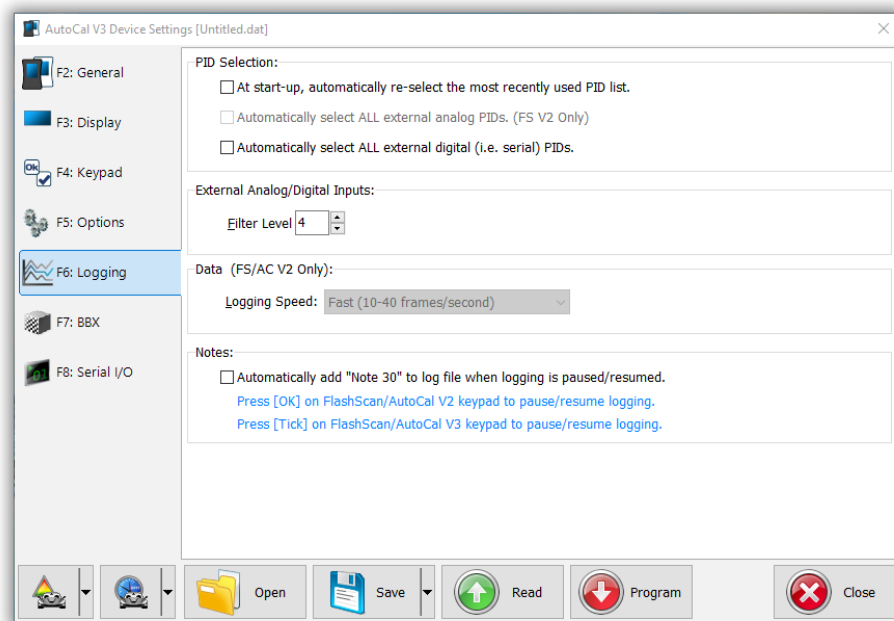 AutoCal V3 Device Settings [Untitled.dat]
F2: General
F3: Display
Ok
F4: Keypad
F5: Options
F6: Logging
F7: BBX
F8: Serial I/O
PID Selection:
At start-up, automatically re-select the most recently used PID list.
Automatically select ALL external analog PIDs. (FS V2 Only)
Automatically select ALL external digital (i.e. serial) PIDs.
External Analog/Digital Inputs:
Filter Level 4
Data (FS/AC V2 Only):
Logging Speed: Fast (10-40 frames/second)
Notes:
Automatically add "Note 30" to log file when logging is paused/resumed.
Press [OK] on FlashScan/AutoCal V2 keypad to pause/resume logging.
Press [Tick] on FlashScan/AutoCal V3 keypad to pause/resume logging.
Open Save Read Program Close